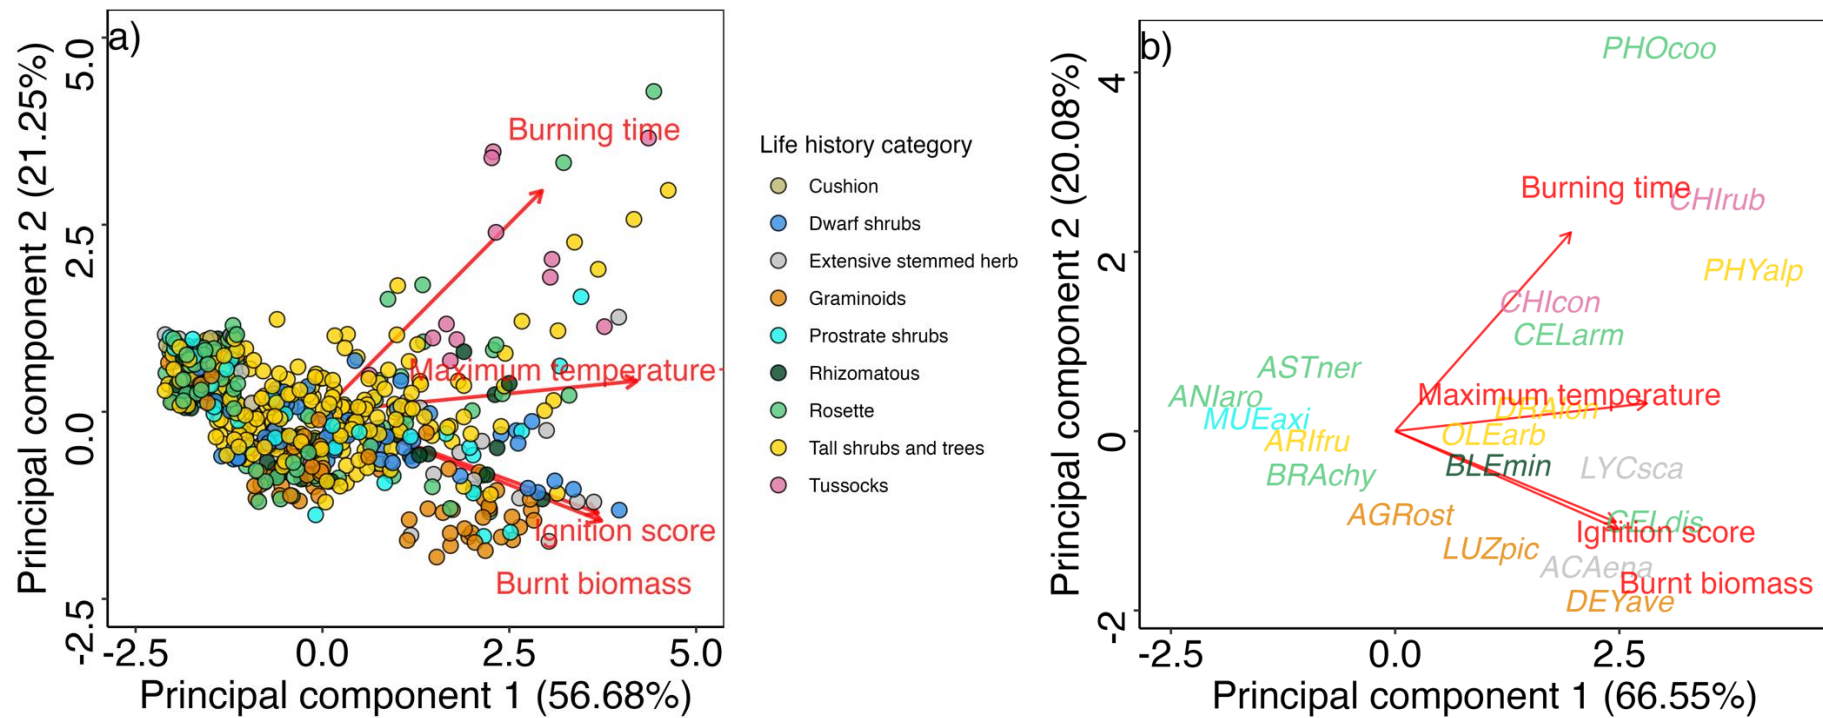 a)
5.0
2.5
0.0
-2.5
Principal component 2 (21.25%)
Burning time
Maximum temperature
Ignition score
Burnt biomass
-2.5
0.0
2.5
5.0
Principal component 1 (56.68%)
Life history category
Cushion
Dwarf shrubs
Extensive stemmed herb
Graminoids
Prostrate shrubs
Rhizomatous
Rosette
Tall shrubs and trees
Tussocks
b)
4
2
0
-2
Principal component 2 (20.08%)
PHOcoo
Burning time
CHIrub
PHYalp
CHIcon
CELarm
ASTner
ANIaro
Maximum temperature
DRAlon
MUEaxi
ARIfru
OLEarb
BLEmin
LYCsca
BRAchy
AGRost
CELdis
Ignition score
LUZpic
ACAena
Burnt biomass
DEYave
-2.5
0.0
2.5
Principal component 1 (66.55%)